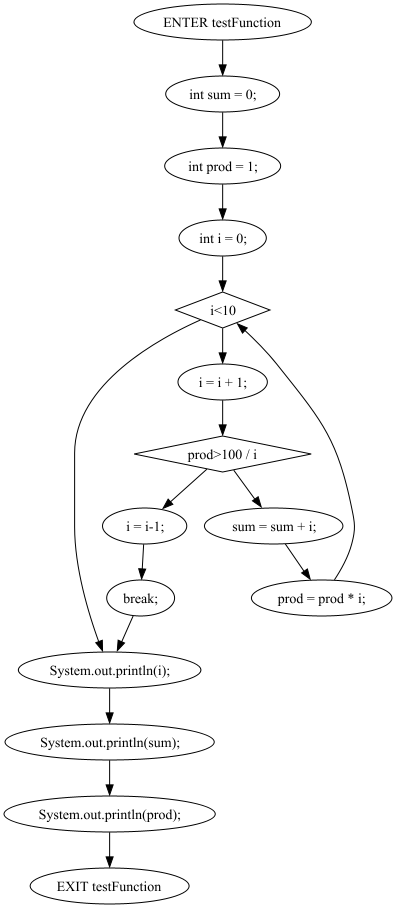 ENTER testFunction
int sum = 0;
int prod = 1;
int i = 0;
i<10
i = i + 1;
prod>100 / i
i = i-1;
sum = sum + i;
break;
prod = prod * i;
System.out.println(i);
System.out.println(sum);
System.out.println(prod);
EXIT testFunction